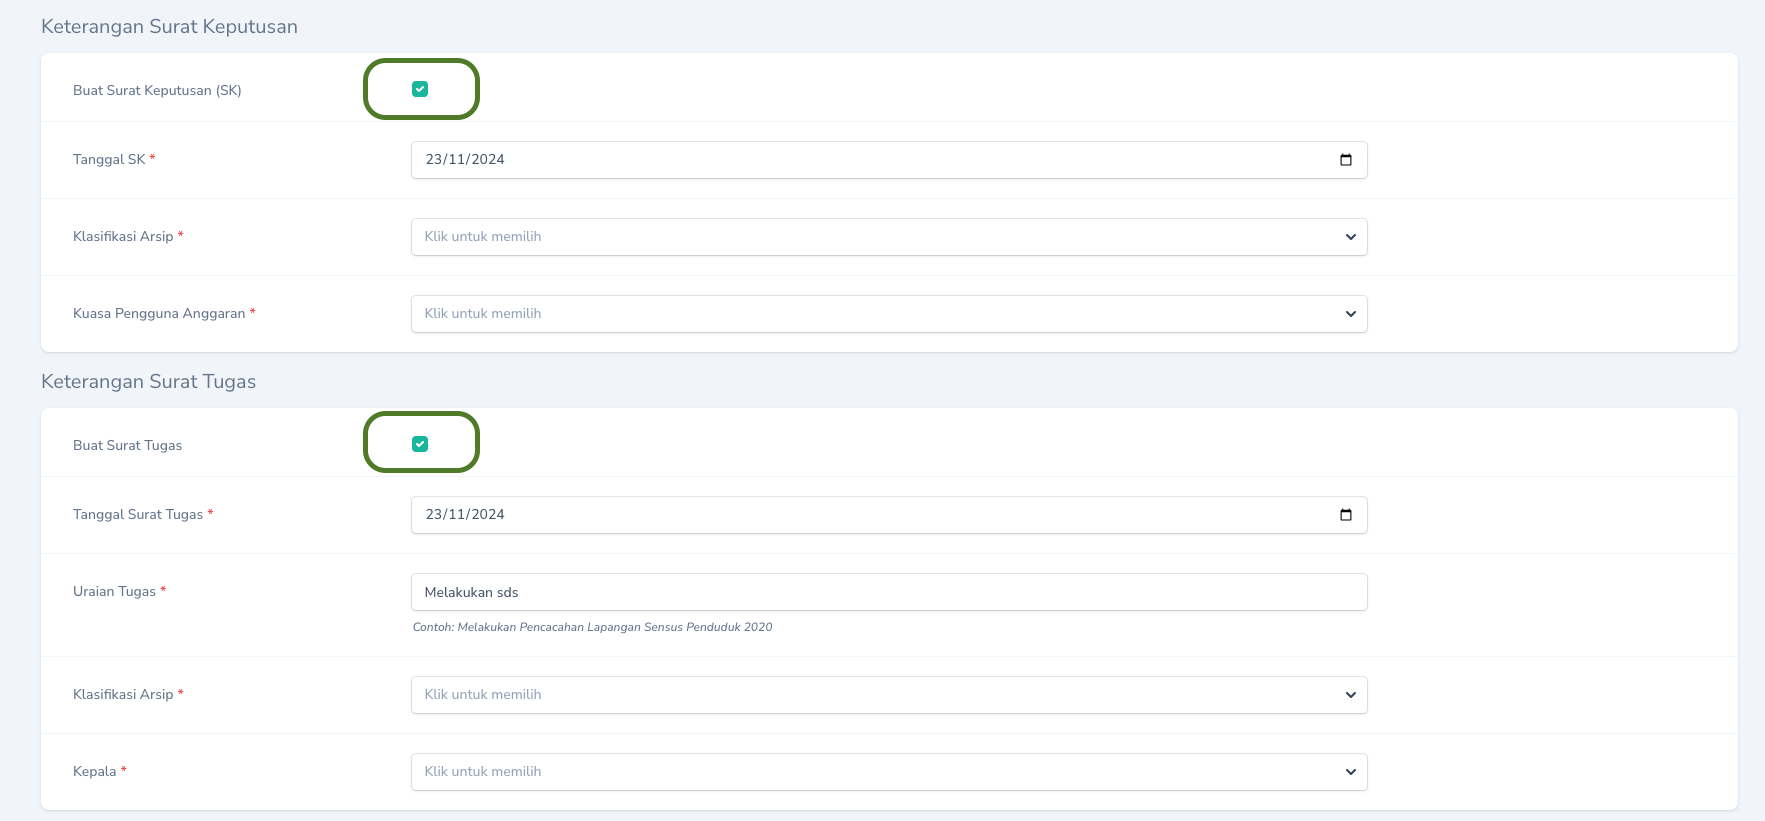 Keterangan Surat Keputusan
Buat Surat Keputusan (SK)
Tanggal SK * 23/11/2024
Klasifikasi Arsip * Klik untuk memilih
Kuasa Pengguna Anggaran * Klik untuk memilih
Keterangan Surat Tugas
Buat Surat Tugas
Tanggal Surat Tugas * 23/11/2024
Uraian Tugas * Melakukan sds
Contoh: Melakukan Pencacahan Lapangan Sensus Penduduk 2020
Klasifikasi Arsip * Klik untuk memilih
Kepala * Klik untuk memilih